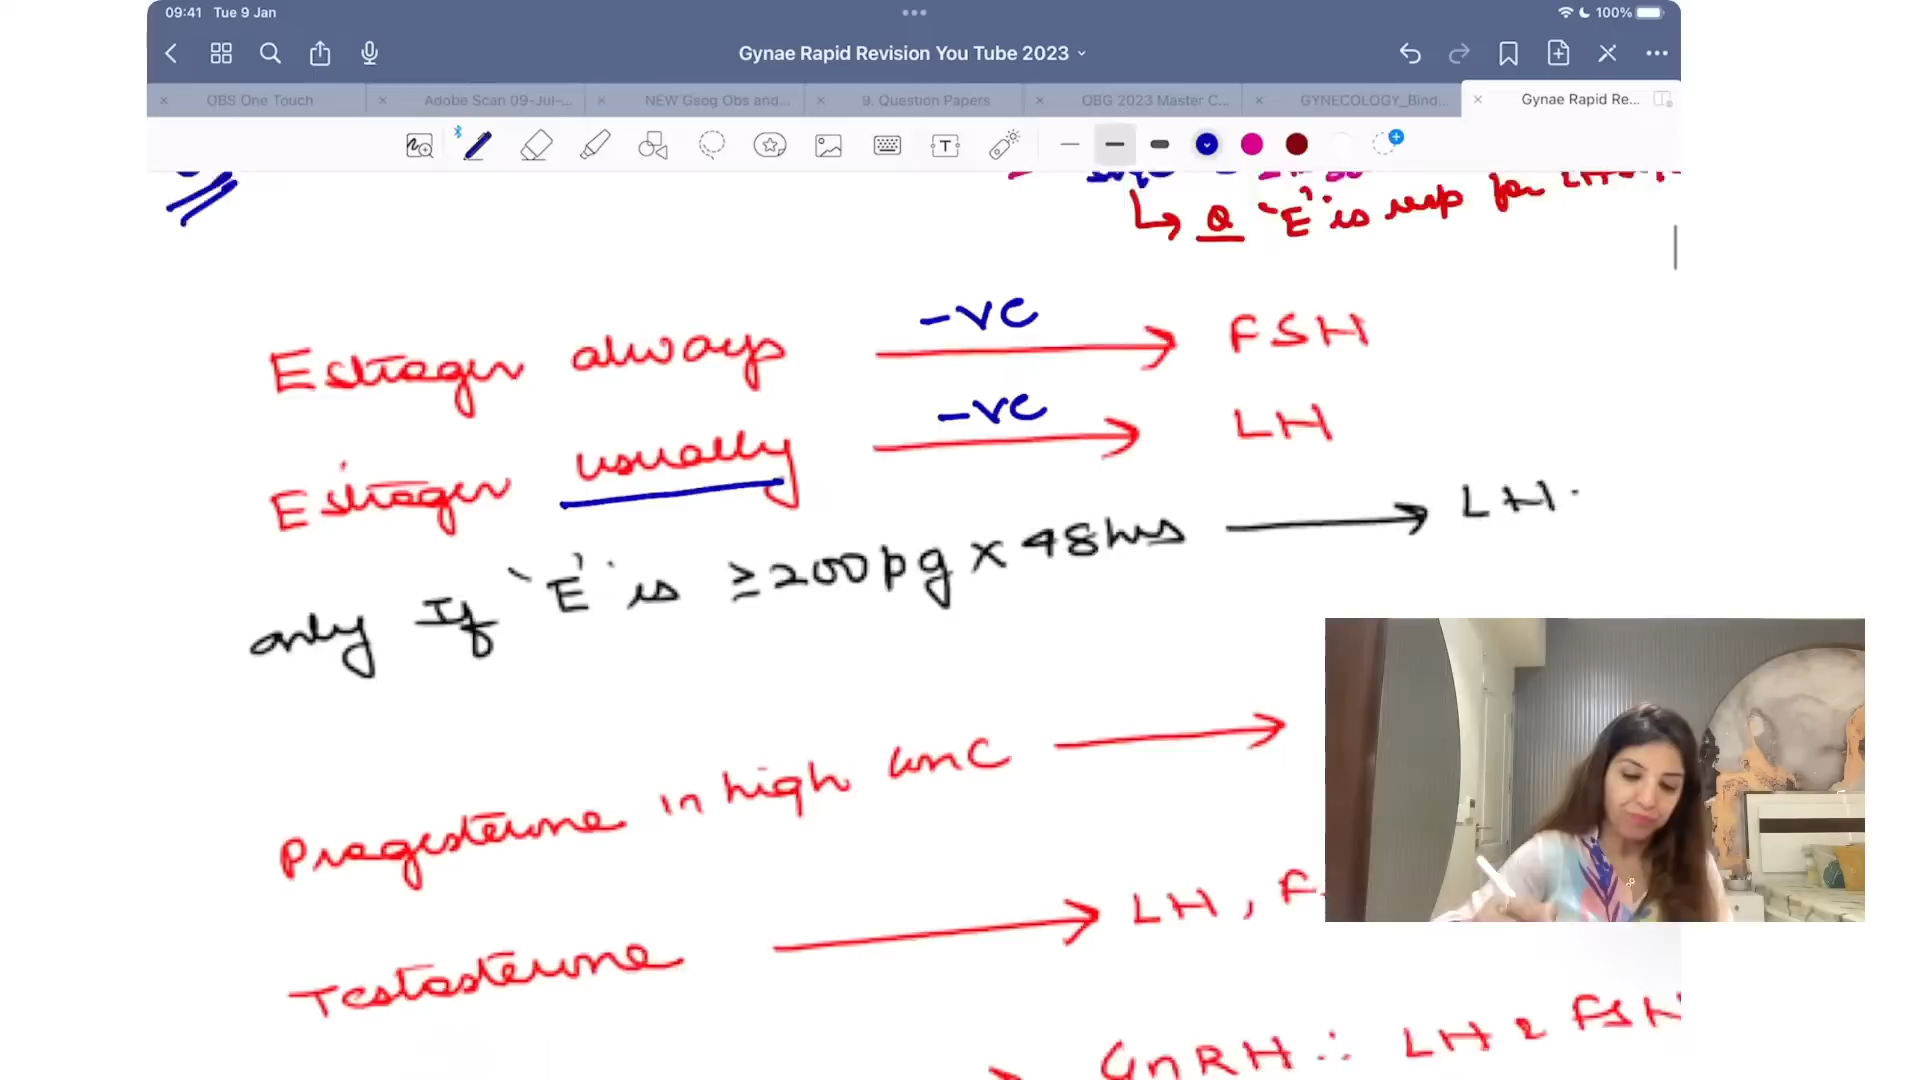 09:41 Tue 9 Jan
100%
Gynae Rapid Revision You Tube 2023
OBS One Touch
Adobe Scan 09-Jul-...
NEW Gsog Obs and...
9. Question Papers
OBG 2023 Master C...
GYNECOLOGY_Bind...
Gynae Rapid Re...
Q 'E' is resp for
-ve
Estrogen always → FSH
-ve
Estrogen usually → LH
only If 'E' is ≥200pg x 48hrs → LH.
Progesterone in high conc →
Testosterone → LH, F
GnRH ∴ LH & FSH